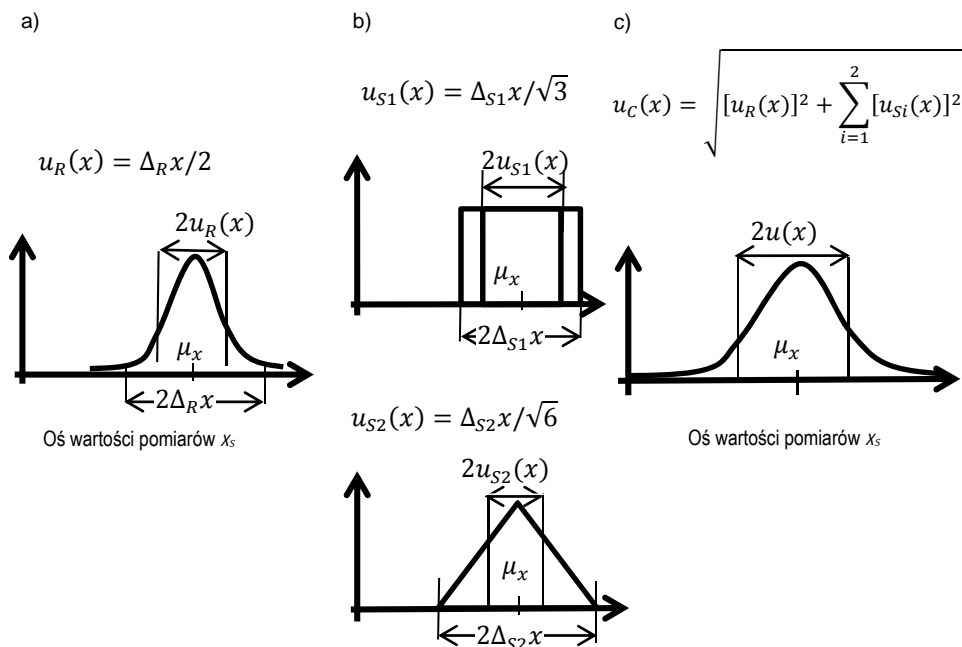 a)
u_R(x) = Δ_R x/2
2u_R(x)
μ_x
2Δ_R x
Oś wartości pomiarów x_S
b)
u_{S1}(x) = Δ_{S1} x/√3
2u_{S1}(x)
μ_x
2Δ_{S1} x
u_{S2}(x) = Δ_{S2} x/√6
2u_{S2}(x)
μ_x
2Δ_{S2} x
c)
u_C(x) = √([u_R(x)]² + ∑_{i=1}^{2} [u_{Si}(x)]²)
2u(x)
μ_x
Oś wartości pomiarów x_S